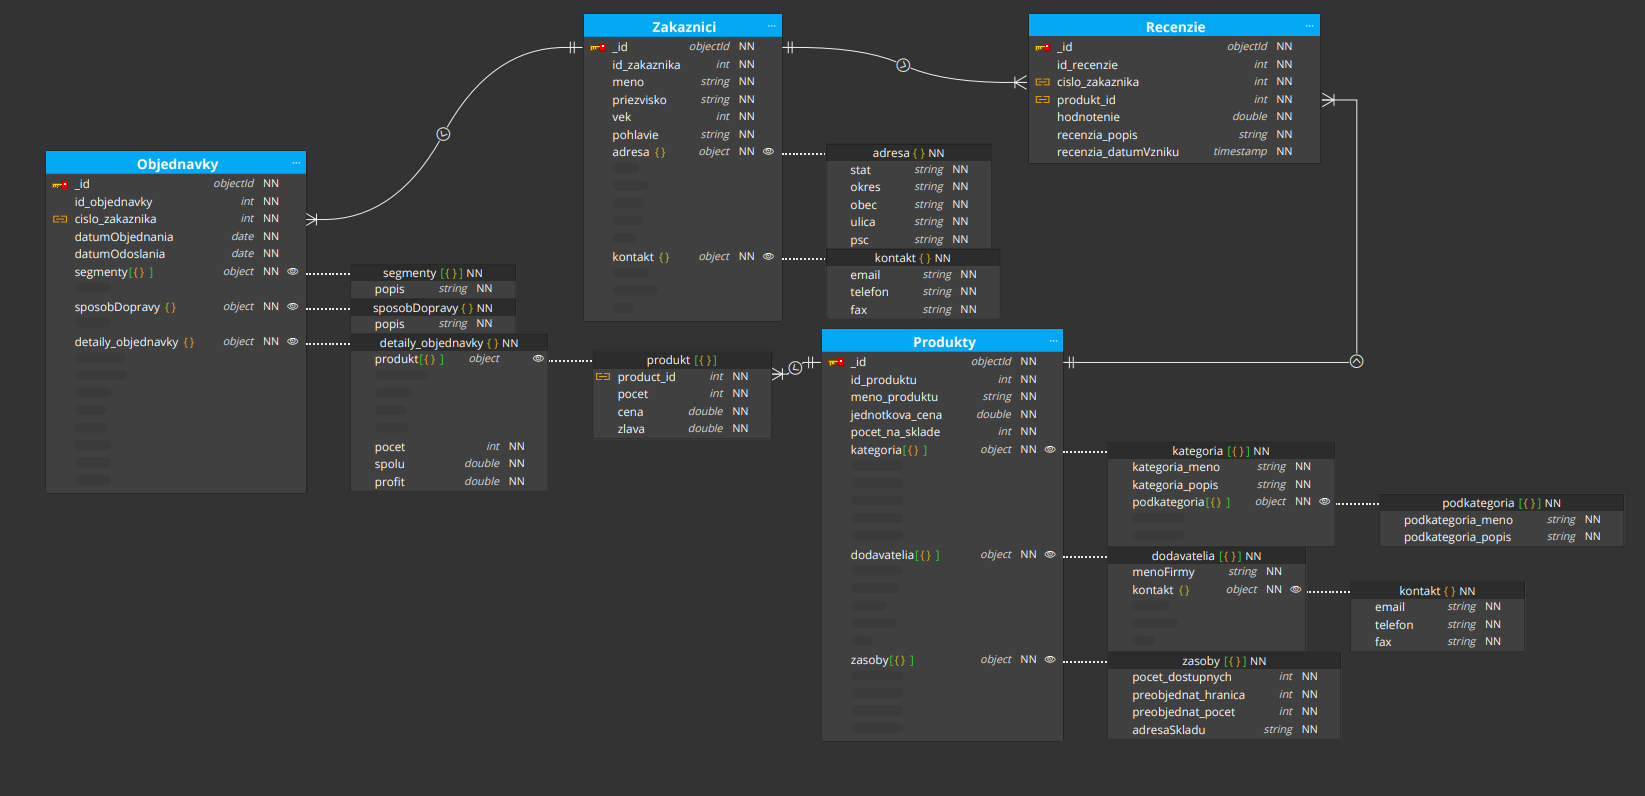 Zakaznici ...
_id objectId NN
id_zakaznika int NN
meno string NN
priezvisko string NN
vek int NN
pohlavie string NN
adresa {} object NN
kontakt {} object NN
adresa {} NN
stat string NN
okres string NN
obec string NN
ulica string NN
psc string NN
kontakt {} NN
email string NN
telefon string NN
fax string NN
Recenzie ...
_id objectId NN
id_recenzie int NN
cislo_zakaznika int NN
produkt_id int NN
hodnotenie double NN
recenzia_popis string NN
recenzia_datumVzniku timestamp NN
Objednavky ...
_id objectId NN
id_objednavky int NN
cislo_zakaznika int NN
datumObjednania date NN
datumOdoslania date NN
segmenty[{} ] object NN
sposobDopravy {} object NN
detaily_objednavky {} object NN
segmenty [{}] NN
popis string NN
sposobDopravy {} NN
popis string NN
detaily_objednavky {} NN
produkt[{} ] object
pocet int NN
spolu double NN
profit double NN
produkt [{}]
product_id int NN
pocet int NN
cena double NN
zlava double NN
Produkty ...
_id objectId NN
id_produktu int NN
meno_produktu string NN
jednotkova_cena double NN
pocet_na_sklade int NN
kategoria[{} ] object NN
dodavatelia[{} ] object NN
zasoby[{} ] object NN
kategoria [{}] NN
kategoria_meno string NN
kategoria_popis string NN
podkategoria[{} ] object NN
podkategoria [{}] NN
podkategoria_meno string NN
podkategoria_popis string NN
dodavatelia [{}] NN
menoFirmy string NN
kontakt {} object NN
kontakt {} NN
email string NN
telefon string NN
fax string NN
zasoby [{}] NN
pocet_dostupnych int NN
preobjednat_hranica int NN
preobjednat_pocet int NN
adresaSkladu string NN